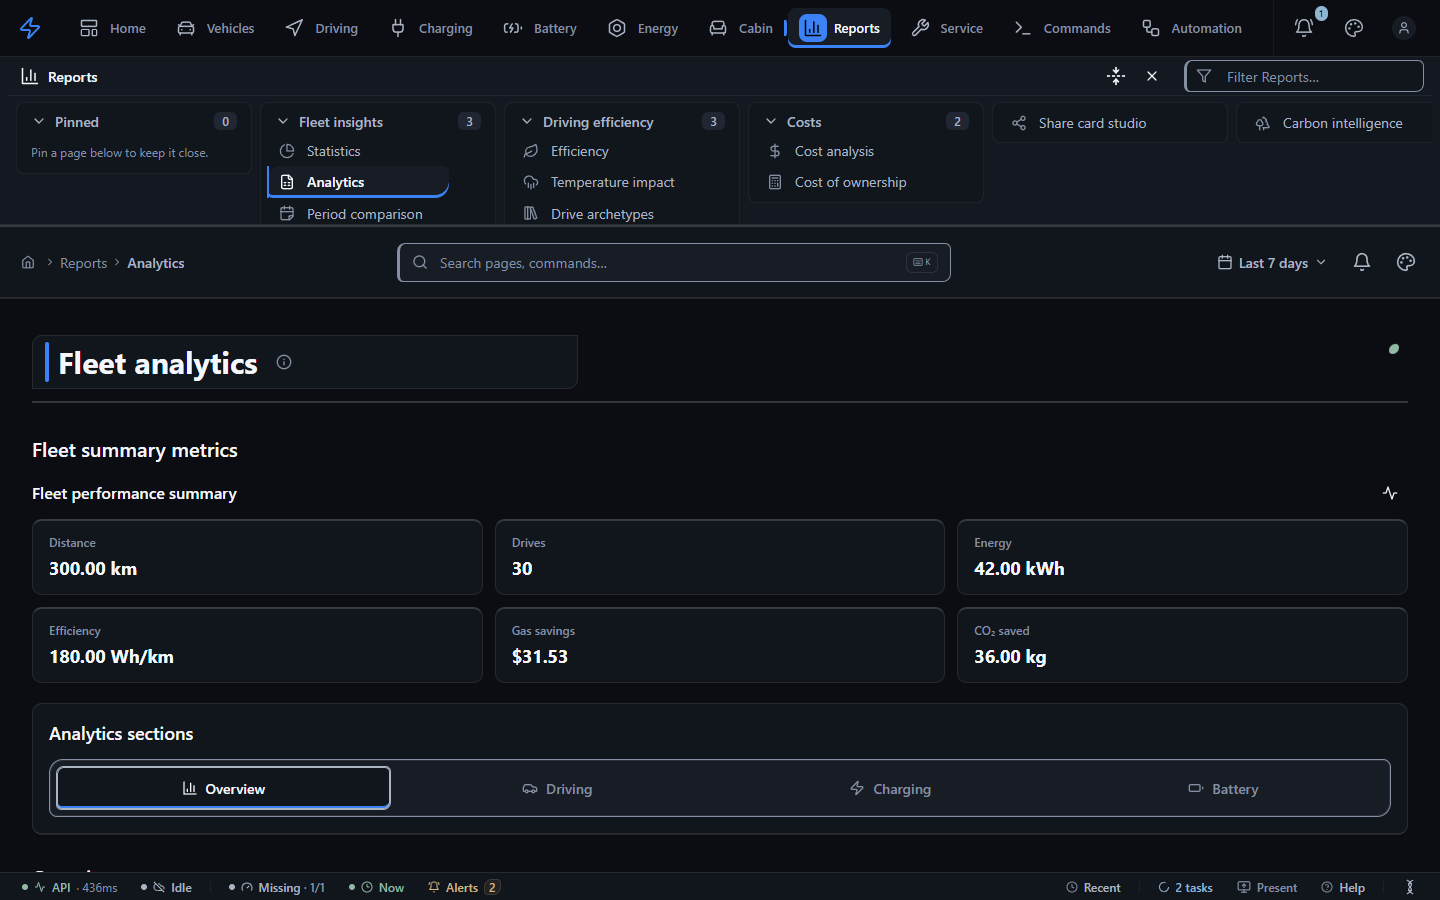 Home Vehicles Driving Charging Battery Energy Cabin Reports Service Commands Automation 1
Reports
Filter Reports...
Pinned 0
Pin a page below to keep it close.
Fleet insights 3
Statistics
Analytics
Period comparison
Driving efficiency 3
Efficiency
Temperature impact
Drive archetypes
Costs 2
Cost analysis
Cost of ownership
Share card studio
Carbon intelligence
Reports Analytics
Search pages, commands... K
Last 7 days
Fleet analytics
Fleet summary metrics
Fleet performance summary
Distance
300.00 km
Drives
30
Energy
42.00 kWh
Efficiency
180.00 Wh/km
Gas savings
$31.53
CO₂ saved
36.00 kg
Analytics sections
Overview Driving Charging Battery
API · 436ms Idle Missing · 1/1 Now Alerts 2 Recent 2 tasks Present Help